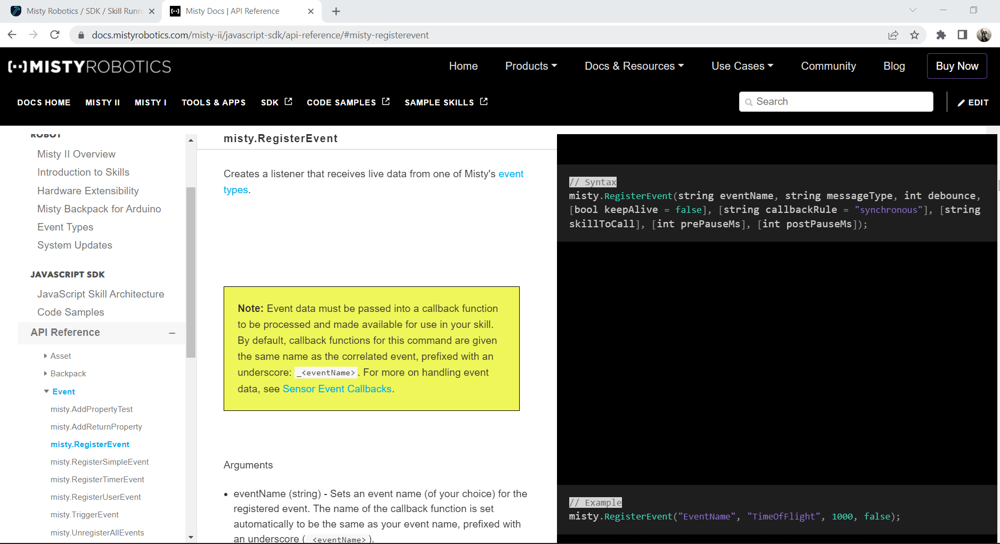 Misty Robotics / SDK / Skill Runn
Misty Docs | API Reference
docs.mistyrobotics.com/misty-ii/javascript-sdk/api-reference/#misty-registerevent
MISTYROBOTICS
Home
Products
Docs & Resources
Use Cases
Community
Blog
Buy Now
DOCS HOME
MISTY II
MISTY I
TOOLS & APPS
SDK
CODE SAMPLES
SAMPLE SKILLS
Search
EDIT
ROBOT
Misty II Overview
Introduction to Skills
Hardware Extensibility
Misty Backpack for Arduino
Event Types
System Updates
JAVASCRIPT SDK
JavaScript Skill Architecture
Code Samples
API Reference
Asset
Backpack
Event
misty.AddPropertyTest
misty.AddReturnProperty
misty.RegisterEvent
misty.RegisterSimpleEvent
misty.RegisterTimerEvent
misty.RegisterUserEvent
misty.TriggerEvent
misty.UnregisterAllEvents
misty.RegisterEvent
Creates a listener that receives live data from one of Misty's event
types.
Note: Event data must be passed into a callback function
to be processed and made available for use in your skill.
By default, callback functions for this command are given
the same name as the correlated event, prefixed with an
underscore: _<eventName>. For more on handling event
data, see Sensor Event Callbacks.
Arguments
• eventName (string) - Sets an event name (of your choice) for the
registered event. The name of the callback function is set
automatically to be the same as your event name, prefixed with
an underscore (_<eventName>).
// Syntax
misty.RegisterEvent(string eventName, string messageType, int debounce,
[bool keepAlive = false], [string callbackRule = "synchronous"], [string
skillToCall], [int prePauseMs], [int postPauseMs]);
// Example
misty.RegisterEvent("EventName", "TimeOfFlight", 1000, false);